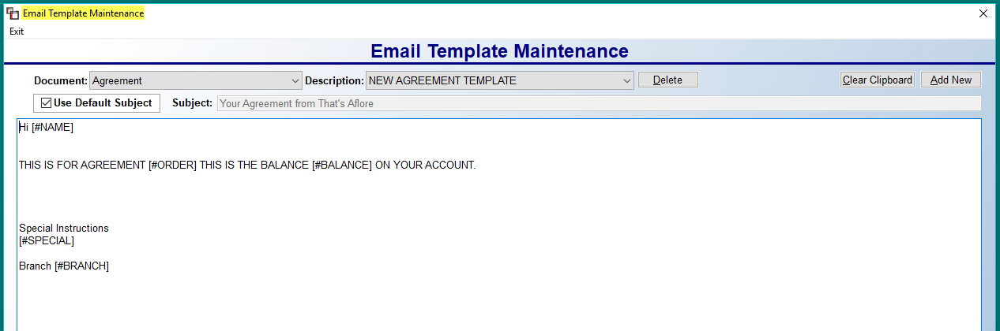 Email Template Maintenance
Exit
Email Template Maintenance
Document: Agreement Description: NEW AGREEMENT TEMPLATE Delete Clear Clipboard Add New
Use Default Subject Subject: Your Agreement from That's Aflore
Hi [#NAME]
THIS IS FOR AGREEMENT [#ORDER] THIS IS THE BALANCE [#BALANCE] ON YOUR ACCOUNT.
Special Instructions
[#SPECIAL]
Branch [#BRANCH]